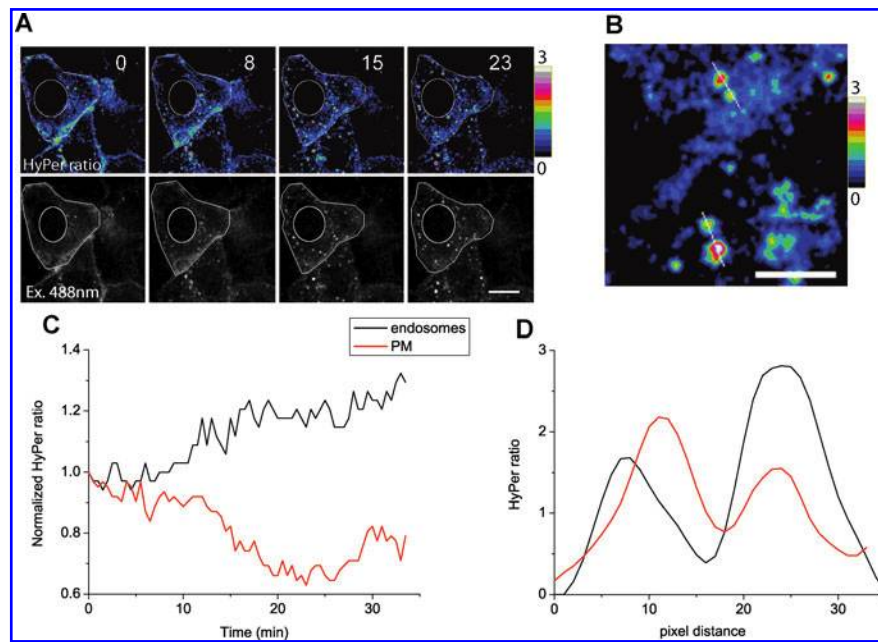 A
0 8 15 23
3
0
HyPer ratio
Ex. 488nm
B
3
0
C
endosomes
PM
1.4
1.2
1.0
0.8
0.6
Normalized HyPer ratio
0 10 20 30
Time (min)
D
3
2
1
0
HyPer ratio
0 10 20 30
pixel distance